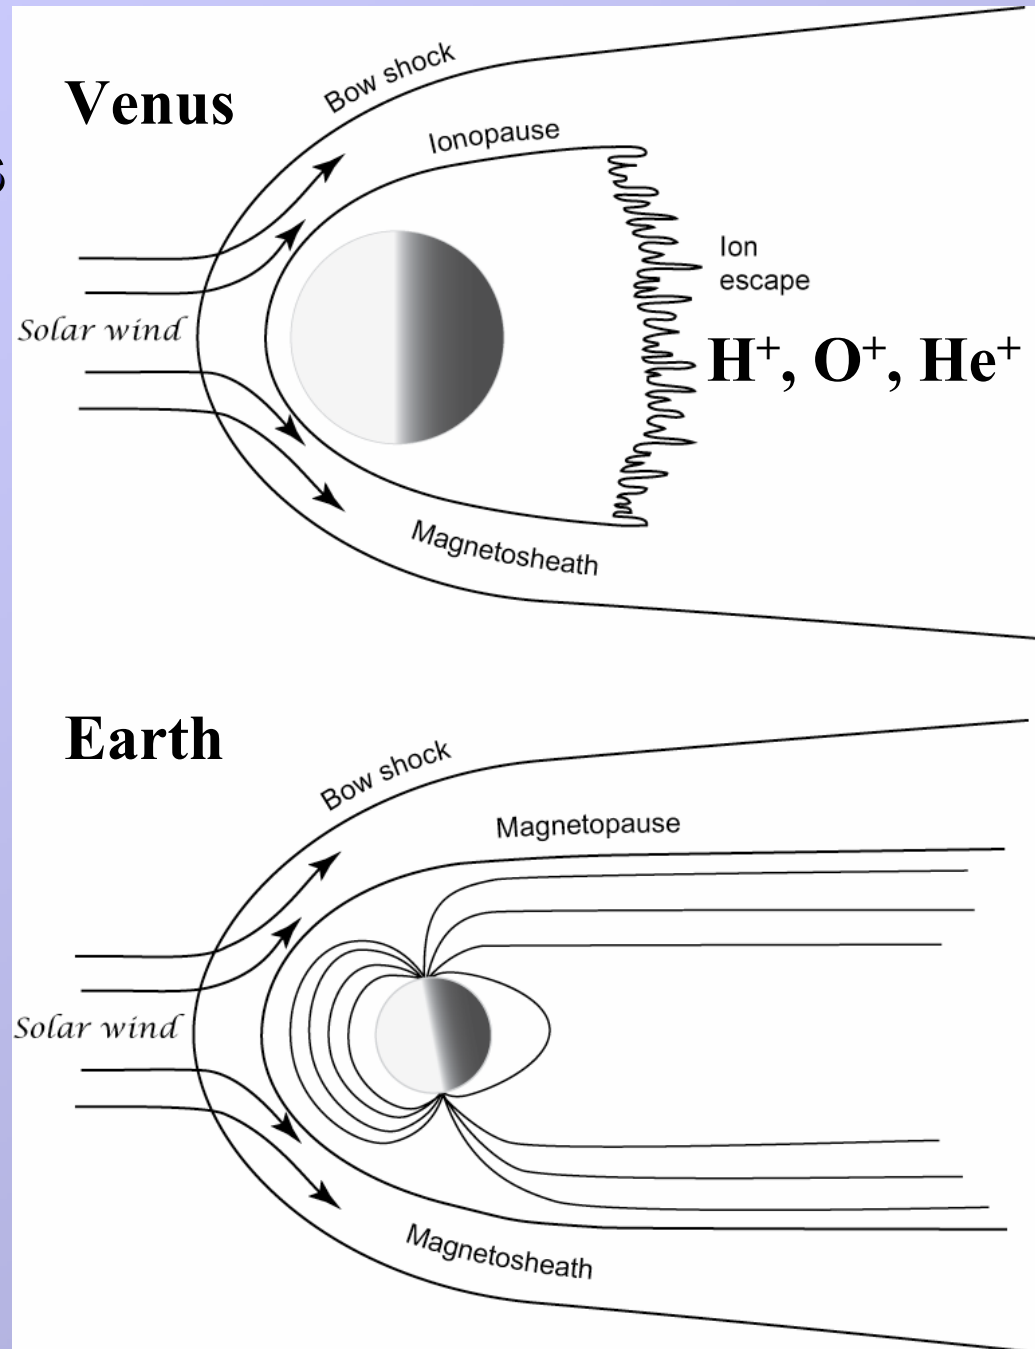 Venus
Bow shock
Ionopause
Ion
escape
Solar wind
H⁺, O⁺, He⁺
Magnetosheath
Earth
Bow shock
Magnetopause
Solar wind
Magnetosheath